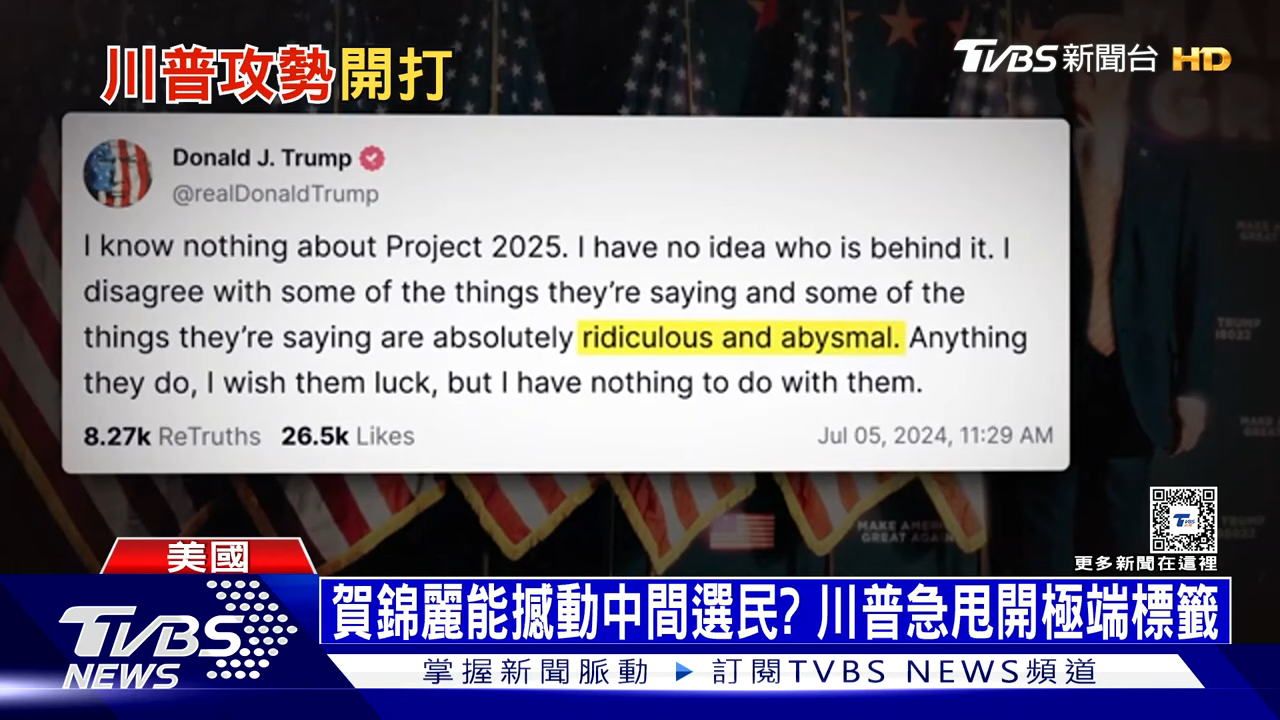 川普攻勢開打
TVBS新聞台 HD
Donald J. Trump
@realDonaldTrump
I know nothing about Project 2025. I have no idea who is behind it. I
disagree with some of the things they're saying and some of the
things they're saying are absolutely ridiculous and abysmal. Anything
they do, I wish them luck, but I have nothing to do with them.
8.27k ReTruths 26.5k Likes
Jul 05, 2024, 11:29 AM
MAKE AMERICA
GREAT AGAIN
TRUMP
更多新聞在這裡
美國
TVBS
NEWS
賀錦麗能撼動中間選民? 川普急甩開極端標籤
掌握新聞脈動 ▶ 訂閱TVBS NEWS頻道